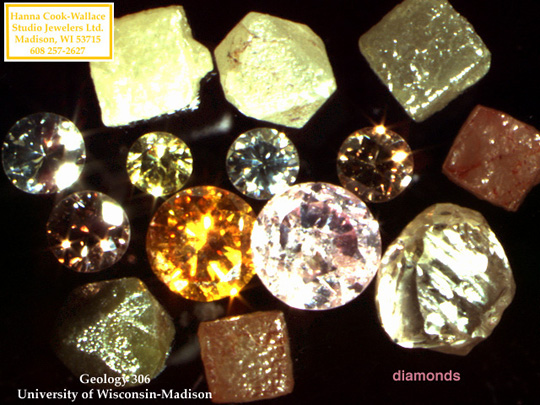 Hanna Cook-Wallace
Studio Jewelers Ltd.
Madison, WI 53715
608 257-2627
diamonds
Geology 306
University of Wisconsin-Madison